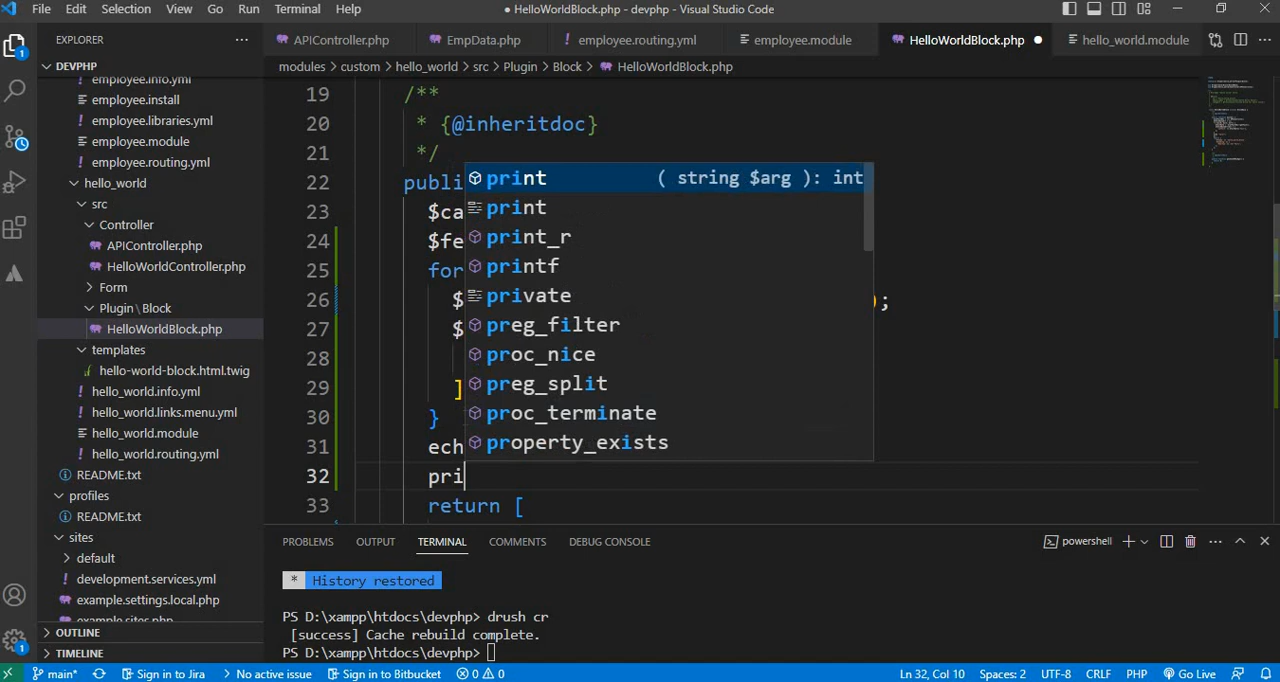 File Edit Selection View Go Run Terminal Help
● HelloWorldBlock.php - devphp - Visual Studio Code
EXPLORER ···
APIController.php EmpData.php ! employee.routing.yml employee.module HelloWorldBlock.php ● hello_world.module ···
DEVPHP
modules > custom > hello_world > src > Plugin > Block > HelloWorldBlock.php
employee.info.yml
employee.install
! employee.libraries.yml
employee.module
! employee.routing.yml
hello_world
src
Controller
APIController.php
HelloWorldController.php
Form
Plugin\Block
HelloWorldBlock.php
templates
hello-world-block.html.twig
! hello_world.info.yml
! hello_world.links.menu.yml
hello_world.module
! hello_world.routing.yml
README.txt
profiles
README.txt
sites
default
! development.services.yml
example.settings.local.php
example.sites.php
OUTLINE
TIMELINE
1
1
19 /**
20 * {@inheritdoc}
21 */
22 publi
23 $ca
24 $fe
25 for
26 $ );
27 $
28
29 ]
30 }
31 ech
32 pri
33 return [
print ( string $arg ): int
print
print_r
printf
private
preg_filter
proc_nice
preg_split
proc_terminate
property_exists
PROBLEMS OUTPUT TERMINAL COMMENTS DEBUG CONSOLE
powershell
* History restored
PS D:\xampp\htdocs\devphp> drush cr
[success] Cache rebuild complete.
PS D:\xampp\htdocs\devphp>
main* Sign in to Jira No active issue Sign in to Bitbucket 0 0 Ln 32, Col 10 Spaces: 2 UTF-8 CRLF PHP Go Live